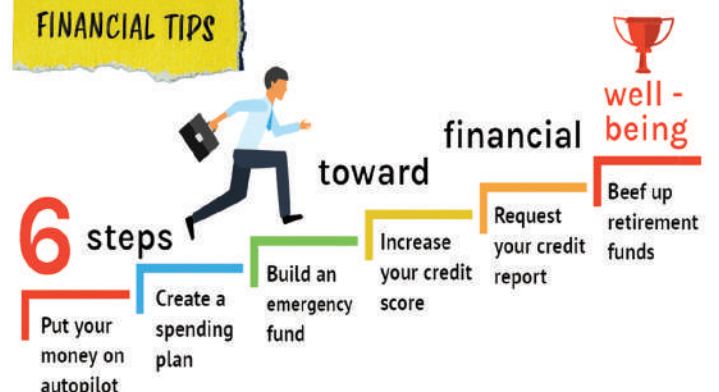 FINANCIAL TIPS
6 steps
toward
financial
well -
being
Put your
money on
autopilot
Create a
spending
plan
Build an
emergency
fund
Increase
your credit
score
Request
your credit
report
Beef up
retirement
funds